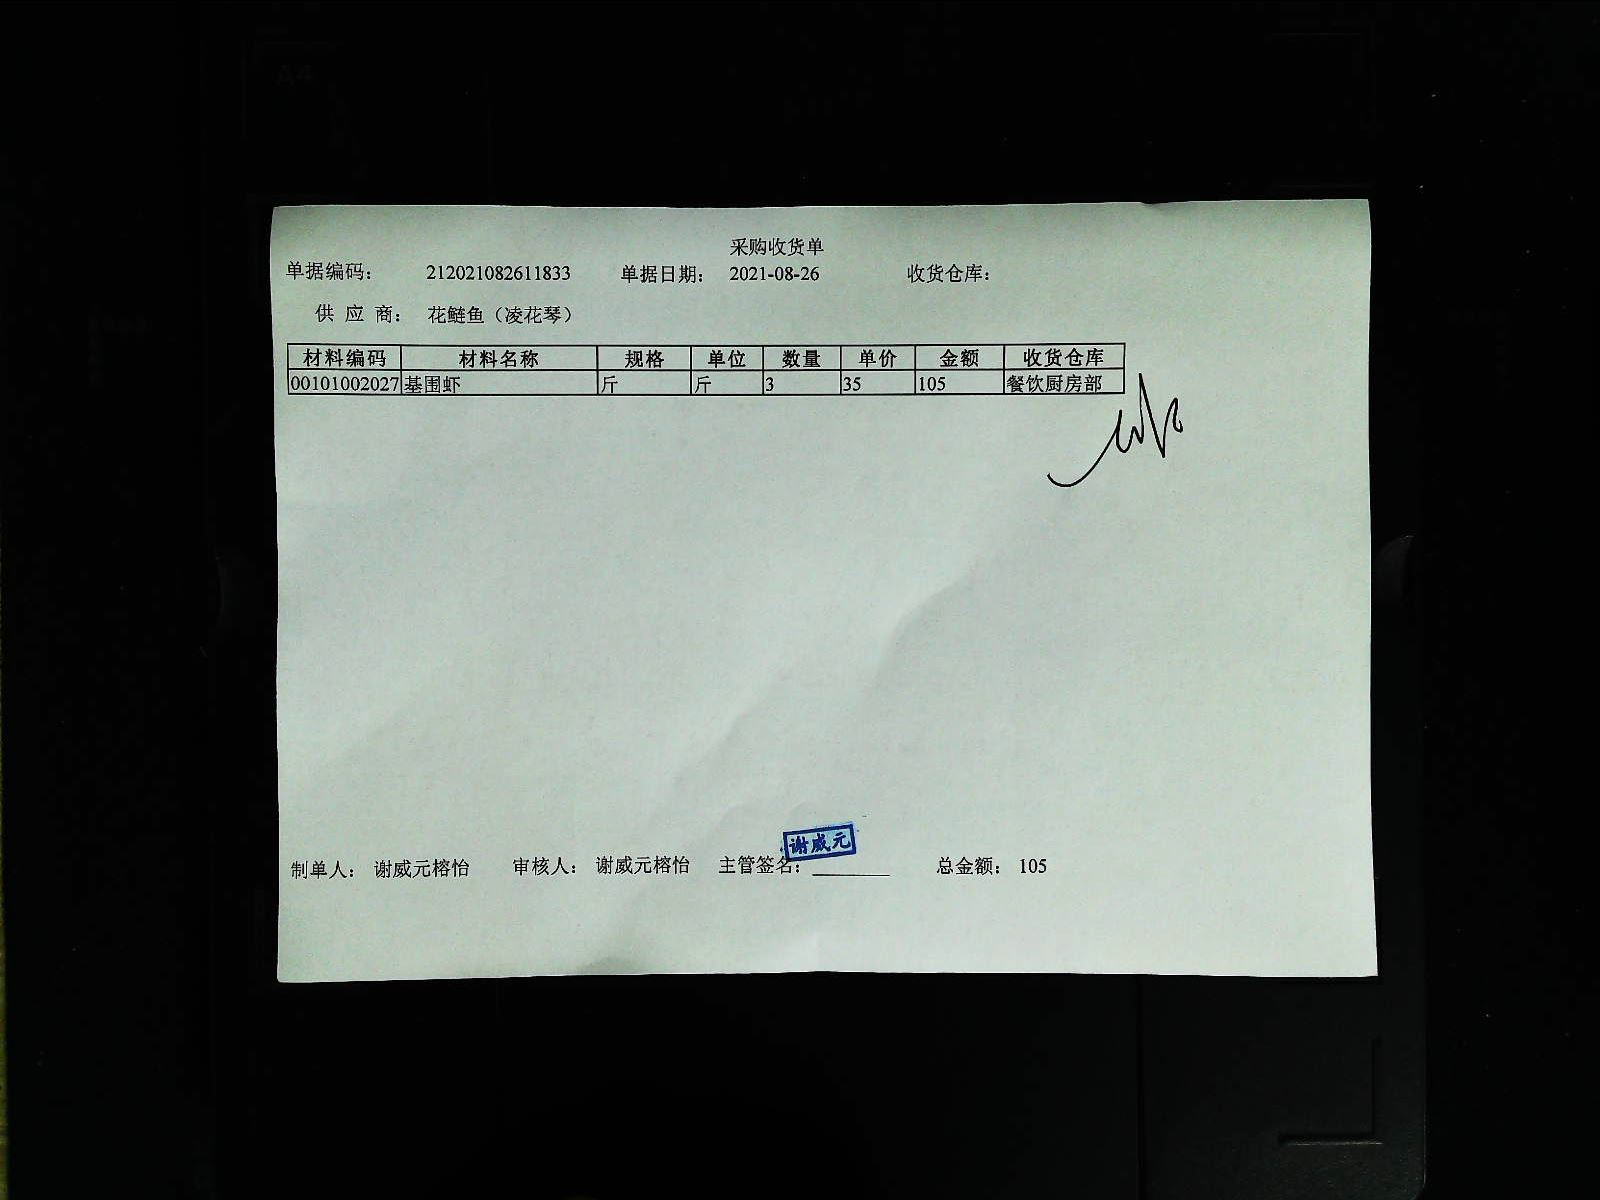 采购收货单
单据编码： 212021082611833 单据日期： 2021-08-26 收货仓库：
供 应 商： 花鲢鱼（凌花琴）
材料编码 材料名称 规格 单位 数量 单价 金额 收货仓库
00101002027 基围虾 斤 斤 3 35 105 餐饮厨房部
谢威元
制单人： 谢威元榕怡 审核人： 谢威元榕怡 主管签名： 总金额： 105